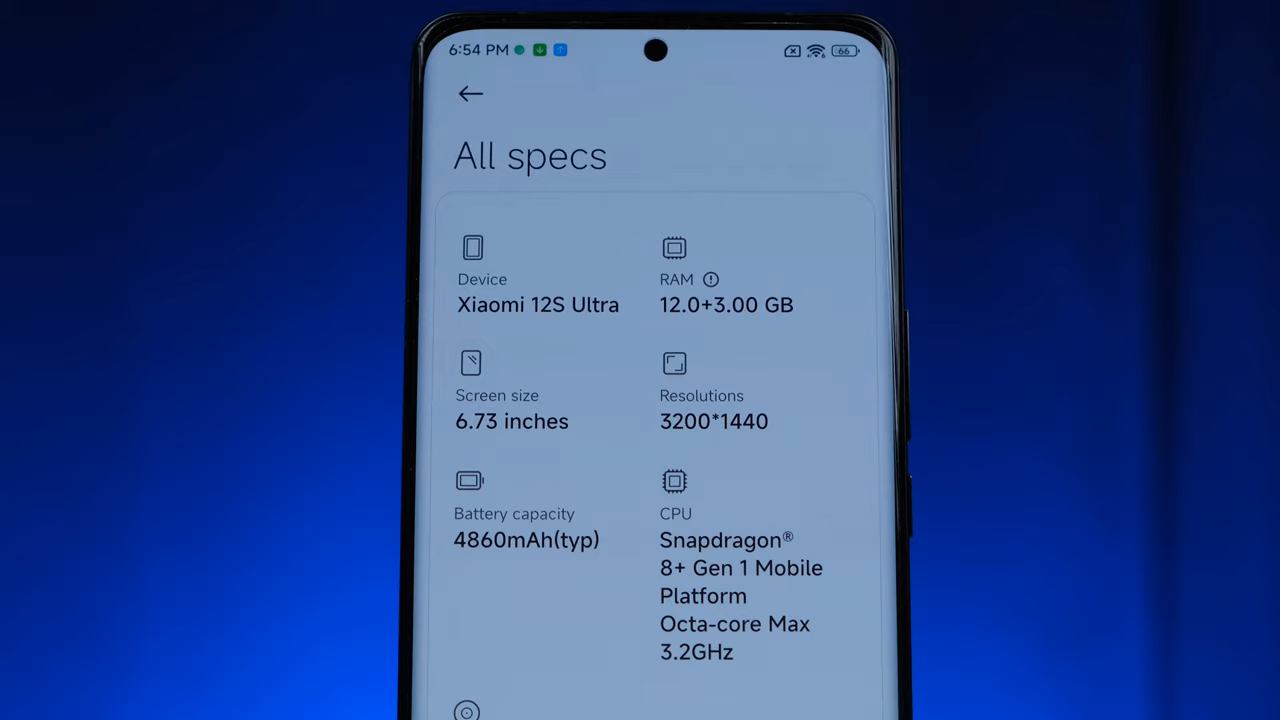 6:54 PM
66
All specs
Device
Xiaomi 12S Ultra
RAM
12.0+3.00 GB
Screen size
6.73 inches
Resolutions
3200*1440
Battery capacity
4860mAh(typ)
CPU
Snapdragon®
8+ Gen 1 Mobile
Platform
Octa-core Max
3.2GHz